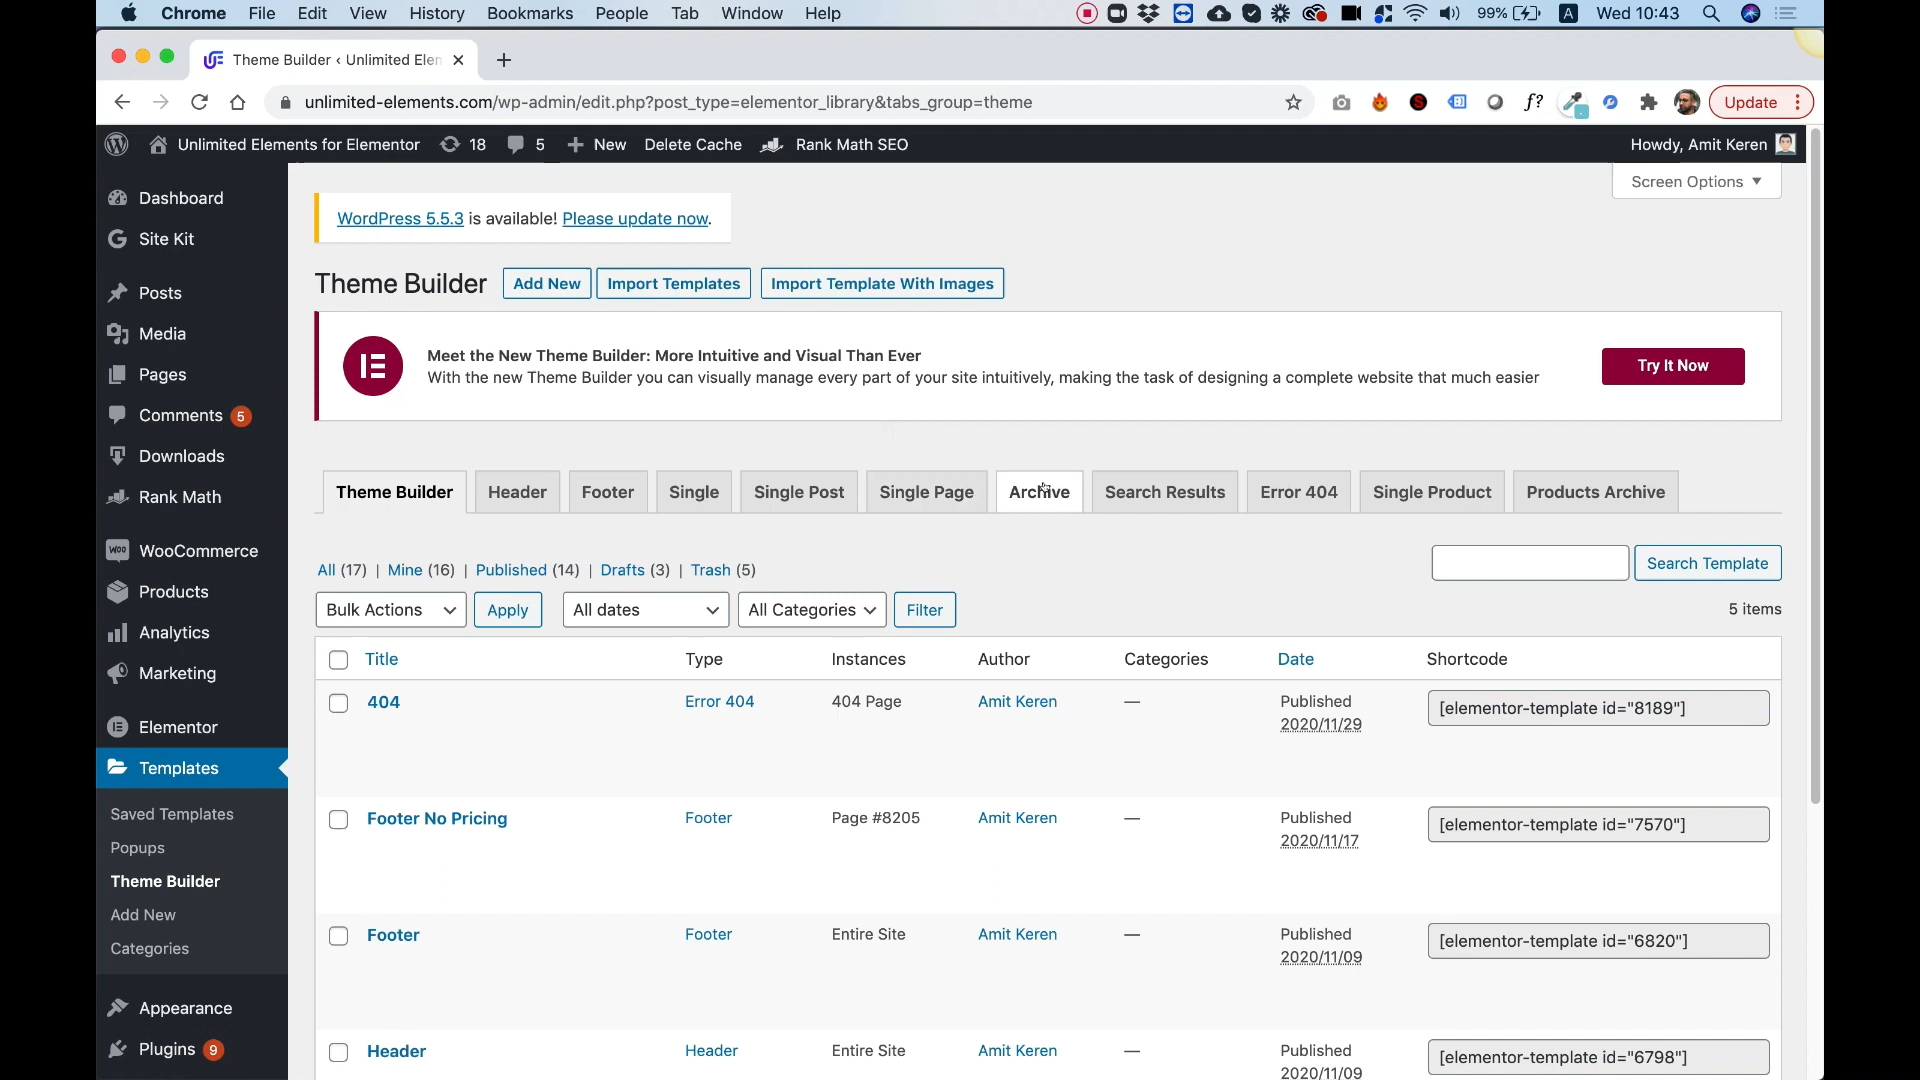 Chrome File Edit View History Bookmarks People Tab Window Help 99% A Wed 10:43
Theme Builder ‹ Unlimited Elen
unlimited-elements.com/wp-admin/edit.php?post_type=elementor_library&tabs_group=theme S f? Update
Unlimited Elements for Elementor 18 5 New Delete Cache Rank Math SEO Howdy, Amit Keren
Screen Options
Dashboard
Site Kit
Posts
Media
Pages
Comments 5
Downloads
Rank Math
WooCommerce
Products
Analytics
Marketing
Elementor
Templates
Saved Templates
Popups
Theme Builder
Add New
Categories
Appearance
Plugins 9
WordPress 5.5.3 is available! Please update now.
Theme Builder Add New Import Templates Import Template With Images
Meet the New Theme Builder: More Intuitive and Visual Than Ever
With the new Theme Builder you can visually manage every part of your site intuitively, making the task of designing a complete website that much easier
Try It Now
Theme Builder Header Footer Single Single Post Single Page Archive Search Results Error 404 Single Product Products Archive
All (17) | Mine (16) | Published (14) | Drafts (3) | Trash (5)
Search Template
Bulk Actions Apply All dates All Categories Filter 5 items
Title Type Instances Author Categories Date Shortcode
404 Error 404 404 Page Amit Keren — Published [elementor-template id="8189"]
2020/11/29
Footer No Pricing Footer Page #8205 Amit Keren — Published [elementor-template id="7570"]
2020/11/17
Footer Footer Entire Site Amit Keren — Published [elementor-template id="6820"]
2020/11/09
Header Header Entire Site Amit Keren — Published [elementor-template id="6798"]
2020/11/09